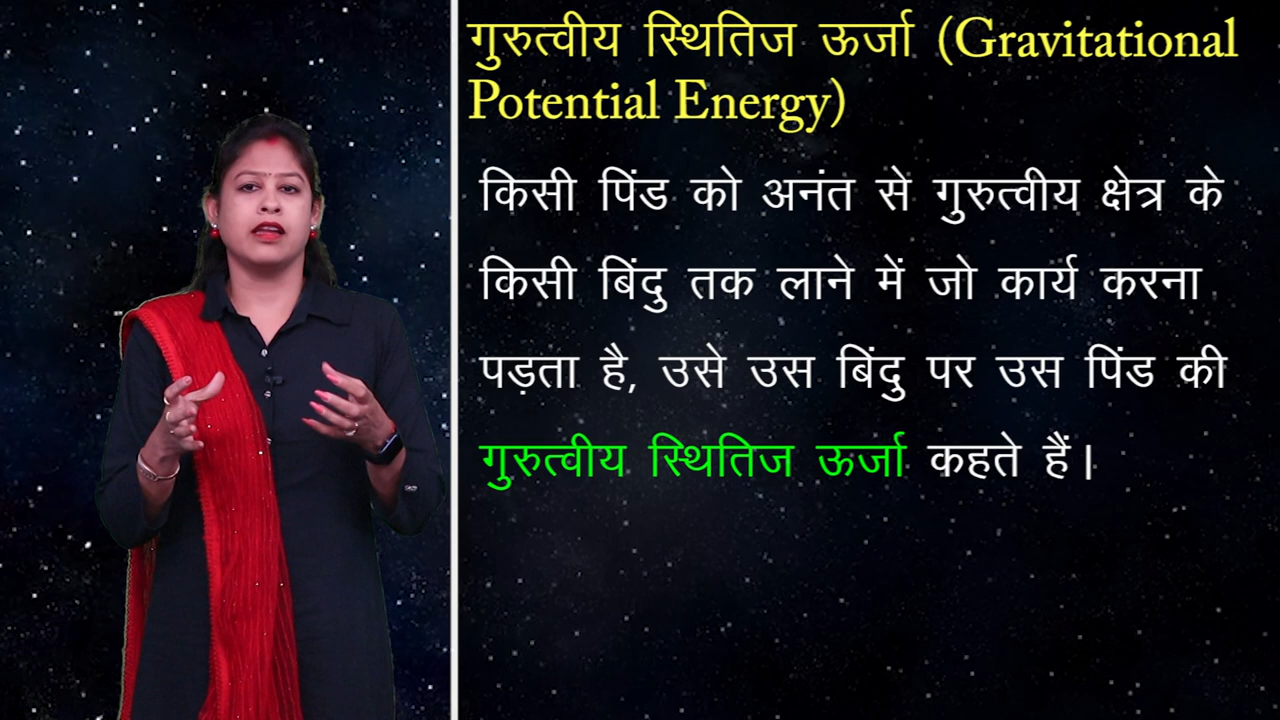 गुरुत्वीय स्थितिज ऊर्जा (Gravitational
Potential Energy)
किसी पिंड को अनंत से गुरुत्वीय क्षेत्र के
किसी बिंदु तक लाने में जो कार्य करना
पड़ता है, उसे उस बिंदु पर उस पिंड की
गुरुत्वीय स्थितिज ऊर्जा कहते हैं।